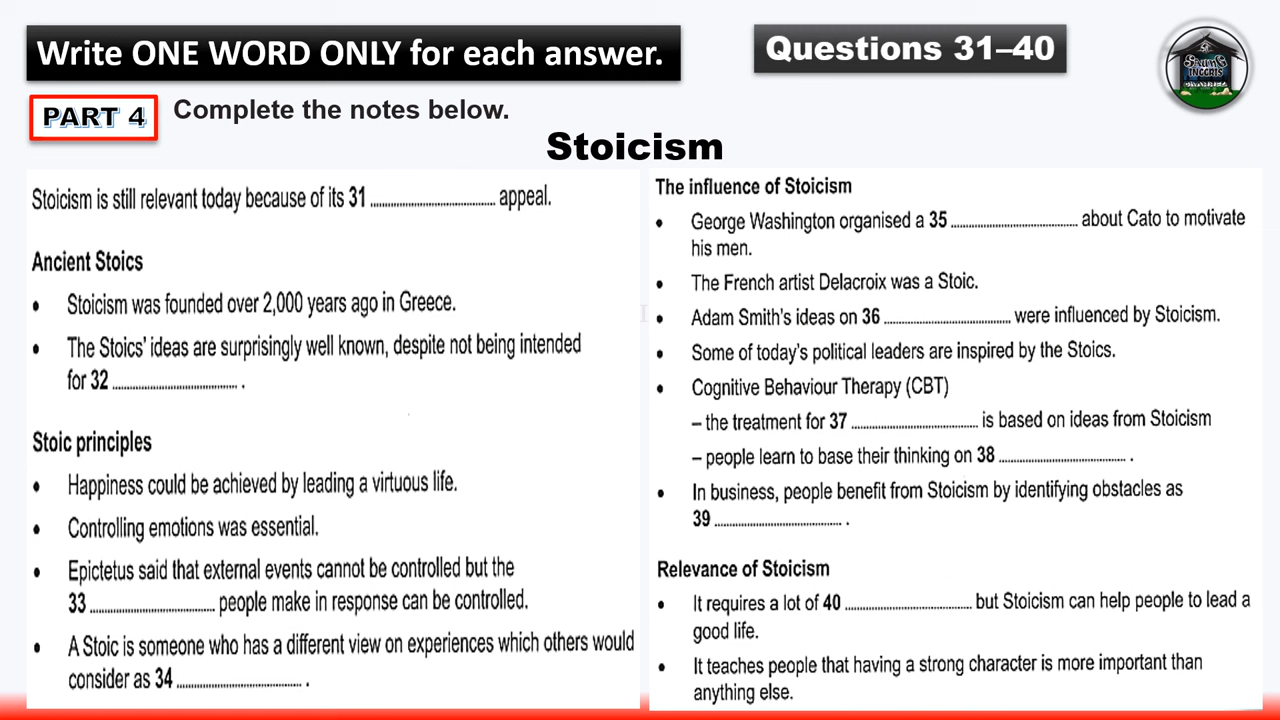 Write ONE WORD ONLY for each answer.
Questions 31–40
PART 4
Complete the notes below.
Stoicism
Stoicism is still relevant today because of its 31 ........................................ appeal.
Ancient Stoics
• Stoicism was founded over 2,000 years ago in Greece.
• The Stoics' ideas are surprisingly well known, despite not being intended
for 32 ........................................ .
Stoic principles
• Happiness could be achieved by leading a virtuous life.
• Controlling emotions was essential.
• Epictetus said that external events cannot be controlled but the
33 ........................................ people make in response can be controlled.
• A Stoic is someone who has a different view on experiences which others would
consider as 34 ........................................ .
The influence of Stoicism
• George Washington organised a 35 ........................................ about Cato to motivate
his men.
• The French artist Delacroix was a Stoic.
• Adam Smith's ideas on 36 ........................................ were influenced by Stoicism.
• Some of today's political leaders are inspired by the Stoics.
• Cognitive Behaviour Therapy (CBT)
– the treatment for 37 ........................................ is based on ideas from Stoicism
– people learn to base their thinking on 38 ........................................ .
• In business, people benefit from Stoicism by identifying obstacles as
39 ........................................ .
Relevance of Stoicism
• It requires a lot of 40 ........................................ but Stoicism can help people to lead a
good life.
• It teaches people that having a strong character is more important than
anything else.
INGGRIS